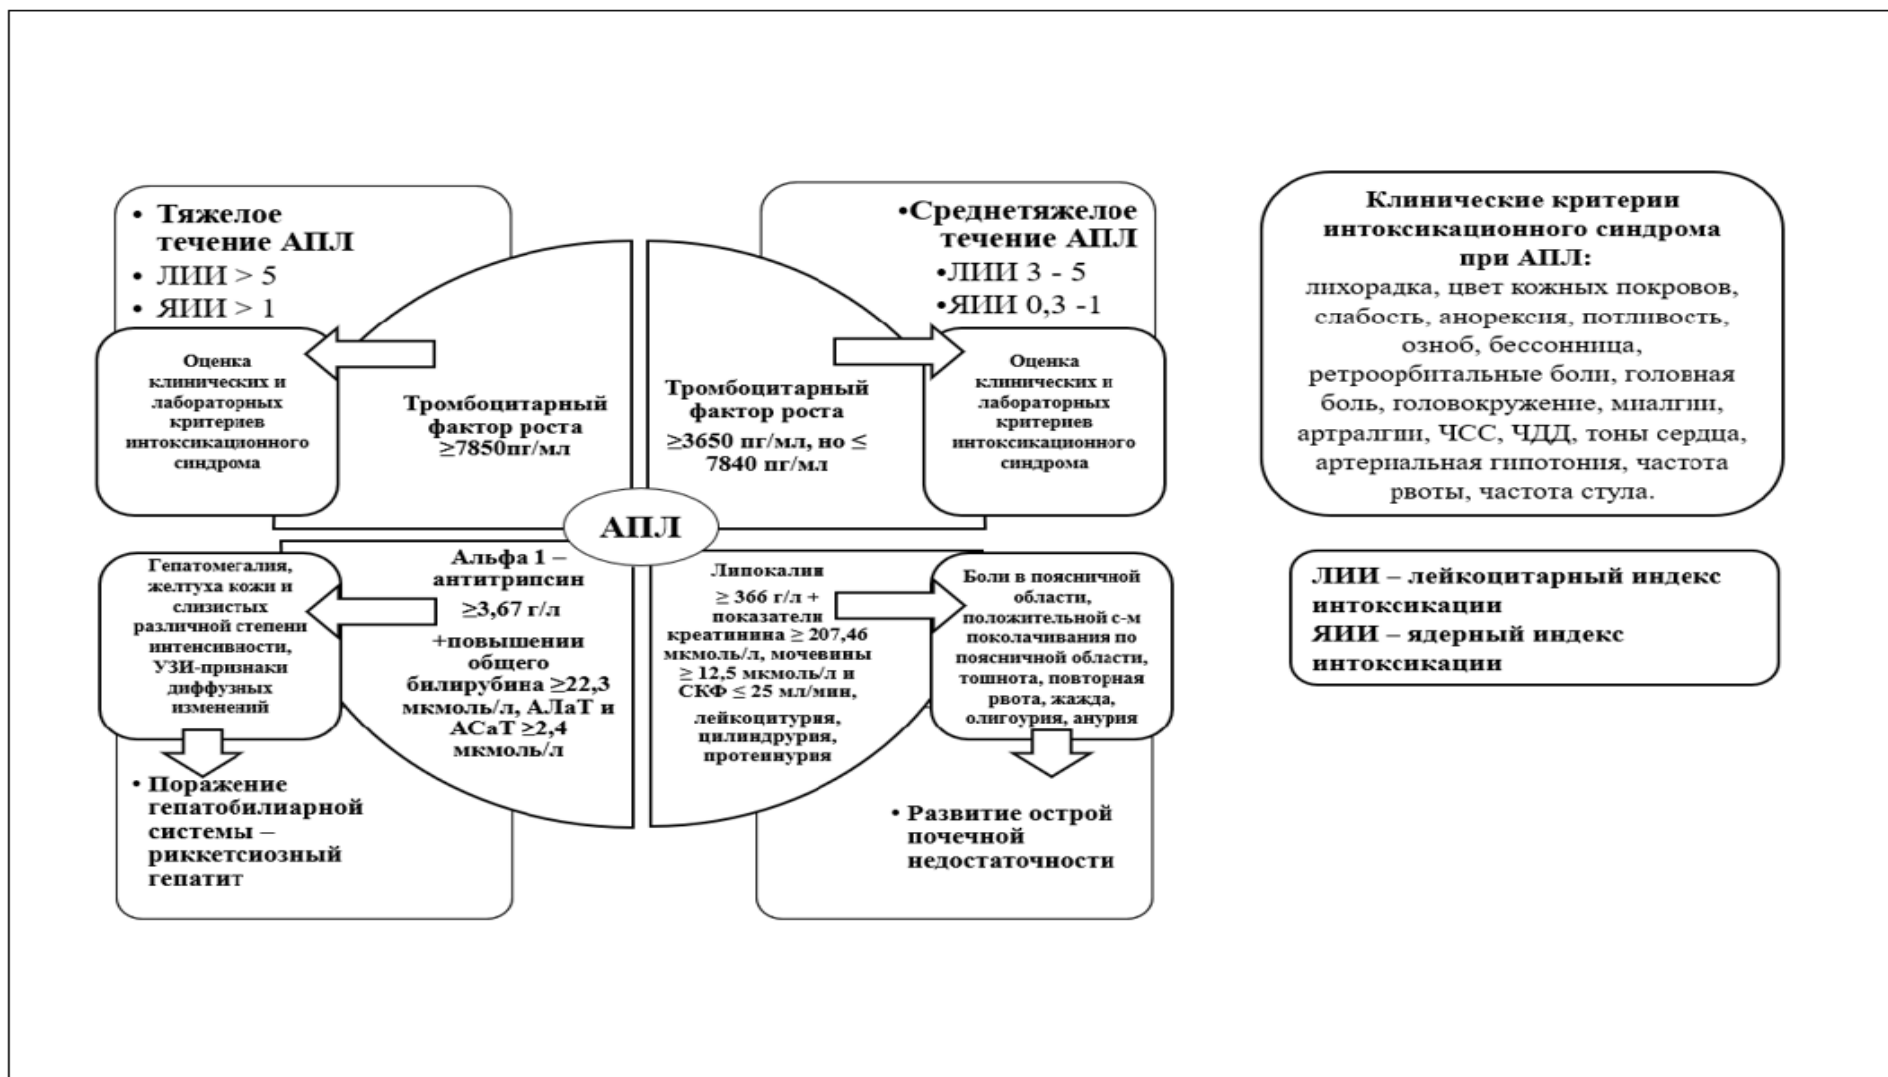 • Тяжелое
течение АПЛ
• ЛИИ > 5
• ЯИИ > 1
Оценка
клинических и
лабораторных
критериев
интоксикационного
синдрома
Тромбоцитарный
фактор роста
≥7850пг/мл
•Среднетяжелое
течение АПЛ
•ЛИИ 3 - 5
•ЯИИ 0,3 -1
Тромбоцитарный
фактор роста
≥3650 пг/мл, но ≤
7840 пг/мл
Оценка
клинических и
лабораторных
критериев
интоксикационного
синдрома
АПЛ
Гепатомегалия,
желтуха кожи и
слизистых
различной степени
интенсивности,
УЗИ-признаки
диффузных
изменений
Альфа 1 –
антитрипсин
≥3,67 г/л
+повышении
общего
билирубина ≥22,3
мкмоль/л, АЛаТ и
АСаТ ≥2,4
мкмоль/л
• Поражение
гепатобилиарной
системы –
риккетсиозный
гепатит
Липокалин
≥ 366 г/л +
показатели
креатинина ≥ 207,46
мкмоль/л, мочевины
≥ 12,5 мкмоль/л и
СКФ ≤ 25 мл/мин,
лейкоцитурия,
цилиндрурия,
протеинурия
Боли в поясничной
области,
положительной с-м
поколачивания по
поясничной области,
тошнота, повторная
рвота, жажда,
олигоурия, анурия
• Развитие острой
почечной
недостаточности
Клинические критерии
интоксикационного синдрома
при АПЛ:
лихорадка, цвет кожных покровов,
слабость, анорексия, потливость,
озноб, бессонница,
ретроорбитальные боли, головная
боль, головокружение, миалгии,
артралгии, ЧСС, ЧДД, тоны сердца,
артериальная гипотония, частота
рвоты, частота стула.
ЛИИ – лейкоцитарный индекс
интоксикации
ЯИИ – ядерный индекс
интоксикации